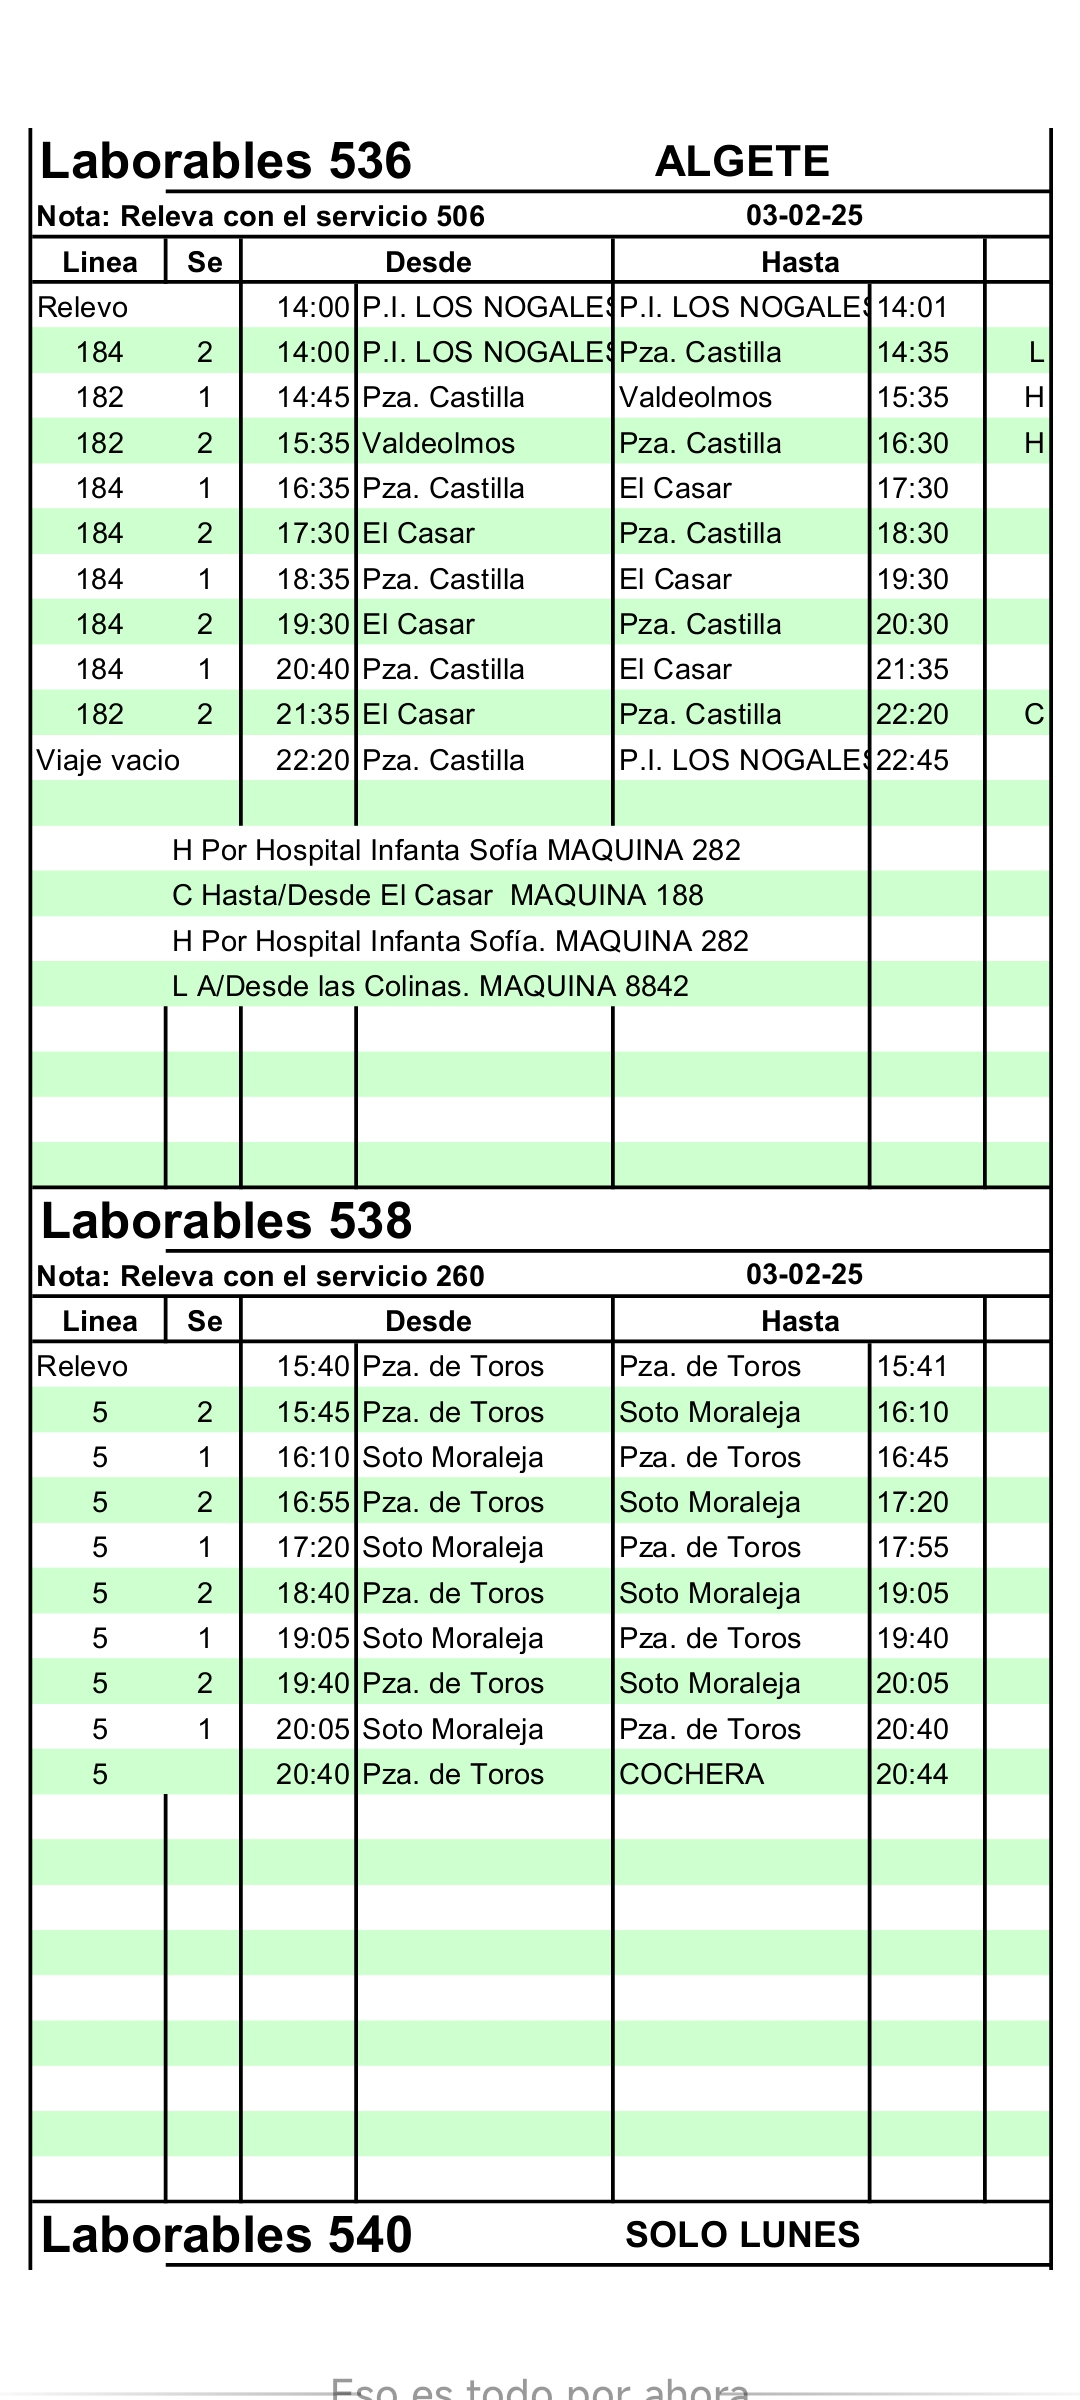 Laborables 536 ALGETE
Nota: Releva con el servicio 506 03-02-25
Linea Se Desde Hasta
Relevo 14:00 P.I. LOS NOGALES P.I. LOS NOGALES 14:01
184 2 14:00 P.I. LOS NOGALES Pza. Castilla 14:35 L
182 1 14:45 Pza. Castilla Valdeolmos 15:35 H
182 2 15:35 Valdeolmos Pza. Castilla 16:30 H
184 1 16:35 Pza. Castilla El Casar 17:30
184 2 17:30 El Casar Pza. Castilla 18:30
184 1 18:35 Pza. Castilla El Casar 19:30
184 2 19:30 El Casar Pza. Castilla 20:30
184 1 20:40 Pza. Castilla El Casar 21:35
182 2 21:35 El Casar Pza. Castilla 22:20 C
Viaje vacio 22:20 Pza. Castilla P.I. LOS NOGALES 22:45
H Por Hospital Infanta Sofía MAQUINA 282
C Hasta/Desde El Casar MAQUINA 188
H Por Hospital Infanta Sofía. MAQUINA 282
L A/Desde las Colinas. MAQUINA 8842
Laborables 538
Nota: Releva con el servicio 260 03-02-25
Linea Se Desde Hasta
Relevo 15:40 Pza. de Toros Pza. de Toros 15:41
5 2 15:45 Pza. de Toros Soto Moraleja 16:10
5 1 16:10 Soto Moraleja Pza. de Toros 16:45
5 2 16:55 Pza. de Toros Soto Moraleja 17:20
5 1 17:20 Soto Moraleja Pza. de Toros 17:55
5 2 18:40 Pza. de Toros Soto Moraleja 19:05
5 1 19:05 Soto Moraleja Pza. de Toros 19:40
5 2 19:40 Pza. de Toros Soto Moraleja 20:05
5 1 20:05 Soto Moraleja Pza. de Toros 20:40
5 20:40 Pza. de Toros COCHERA 20:44
Laborables 540 SOLO LUNES
Eso es todo por ahora